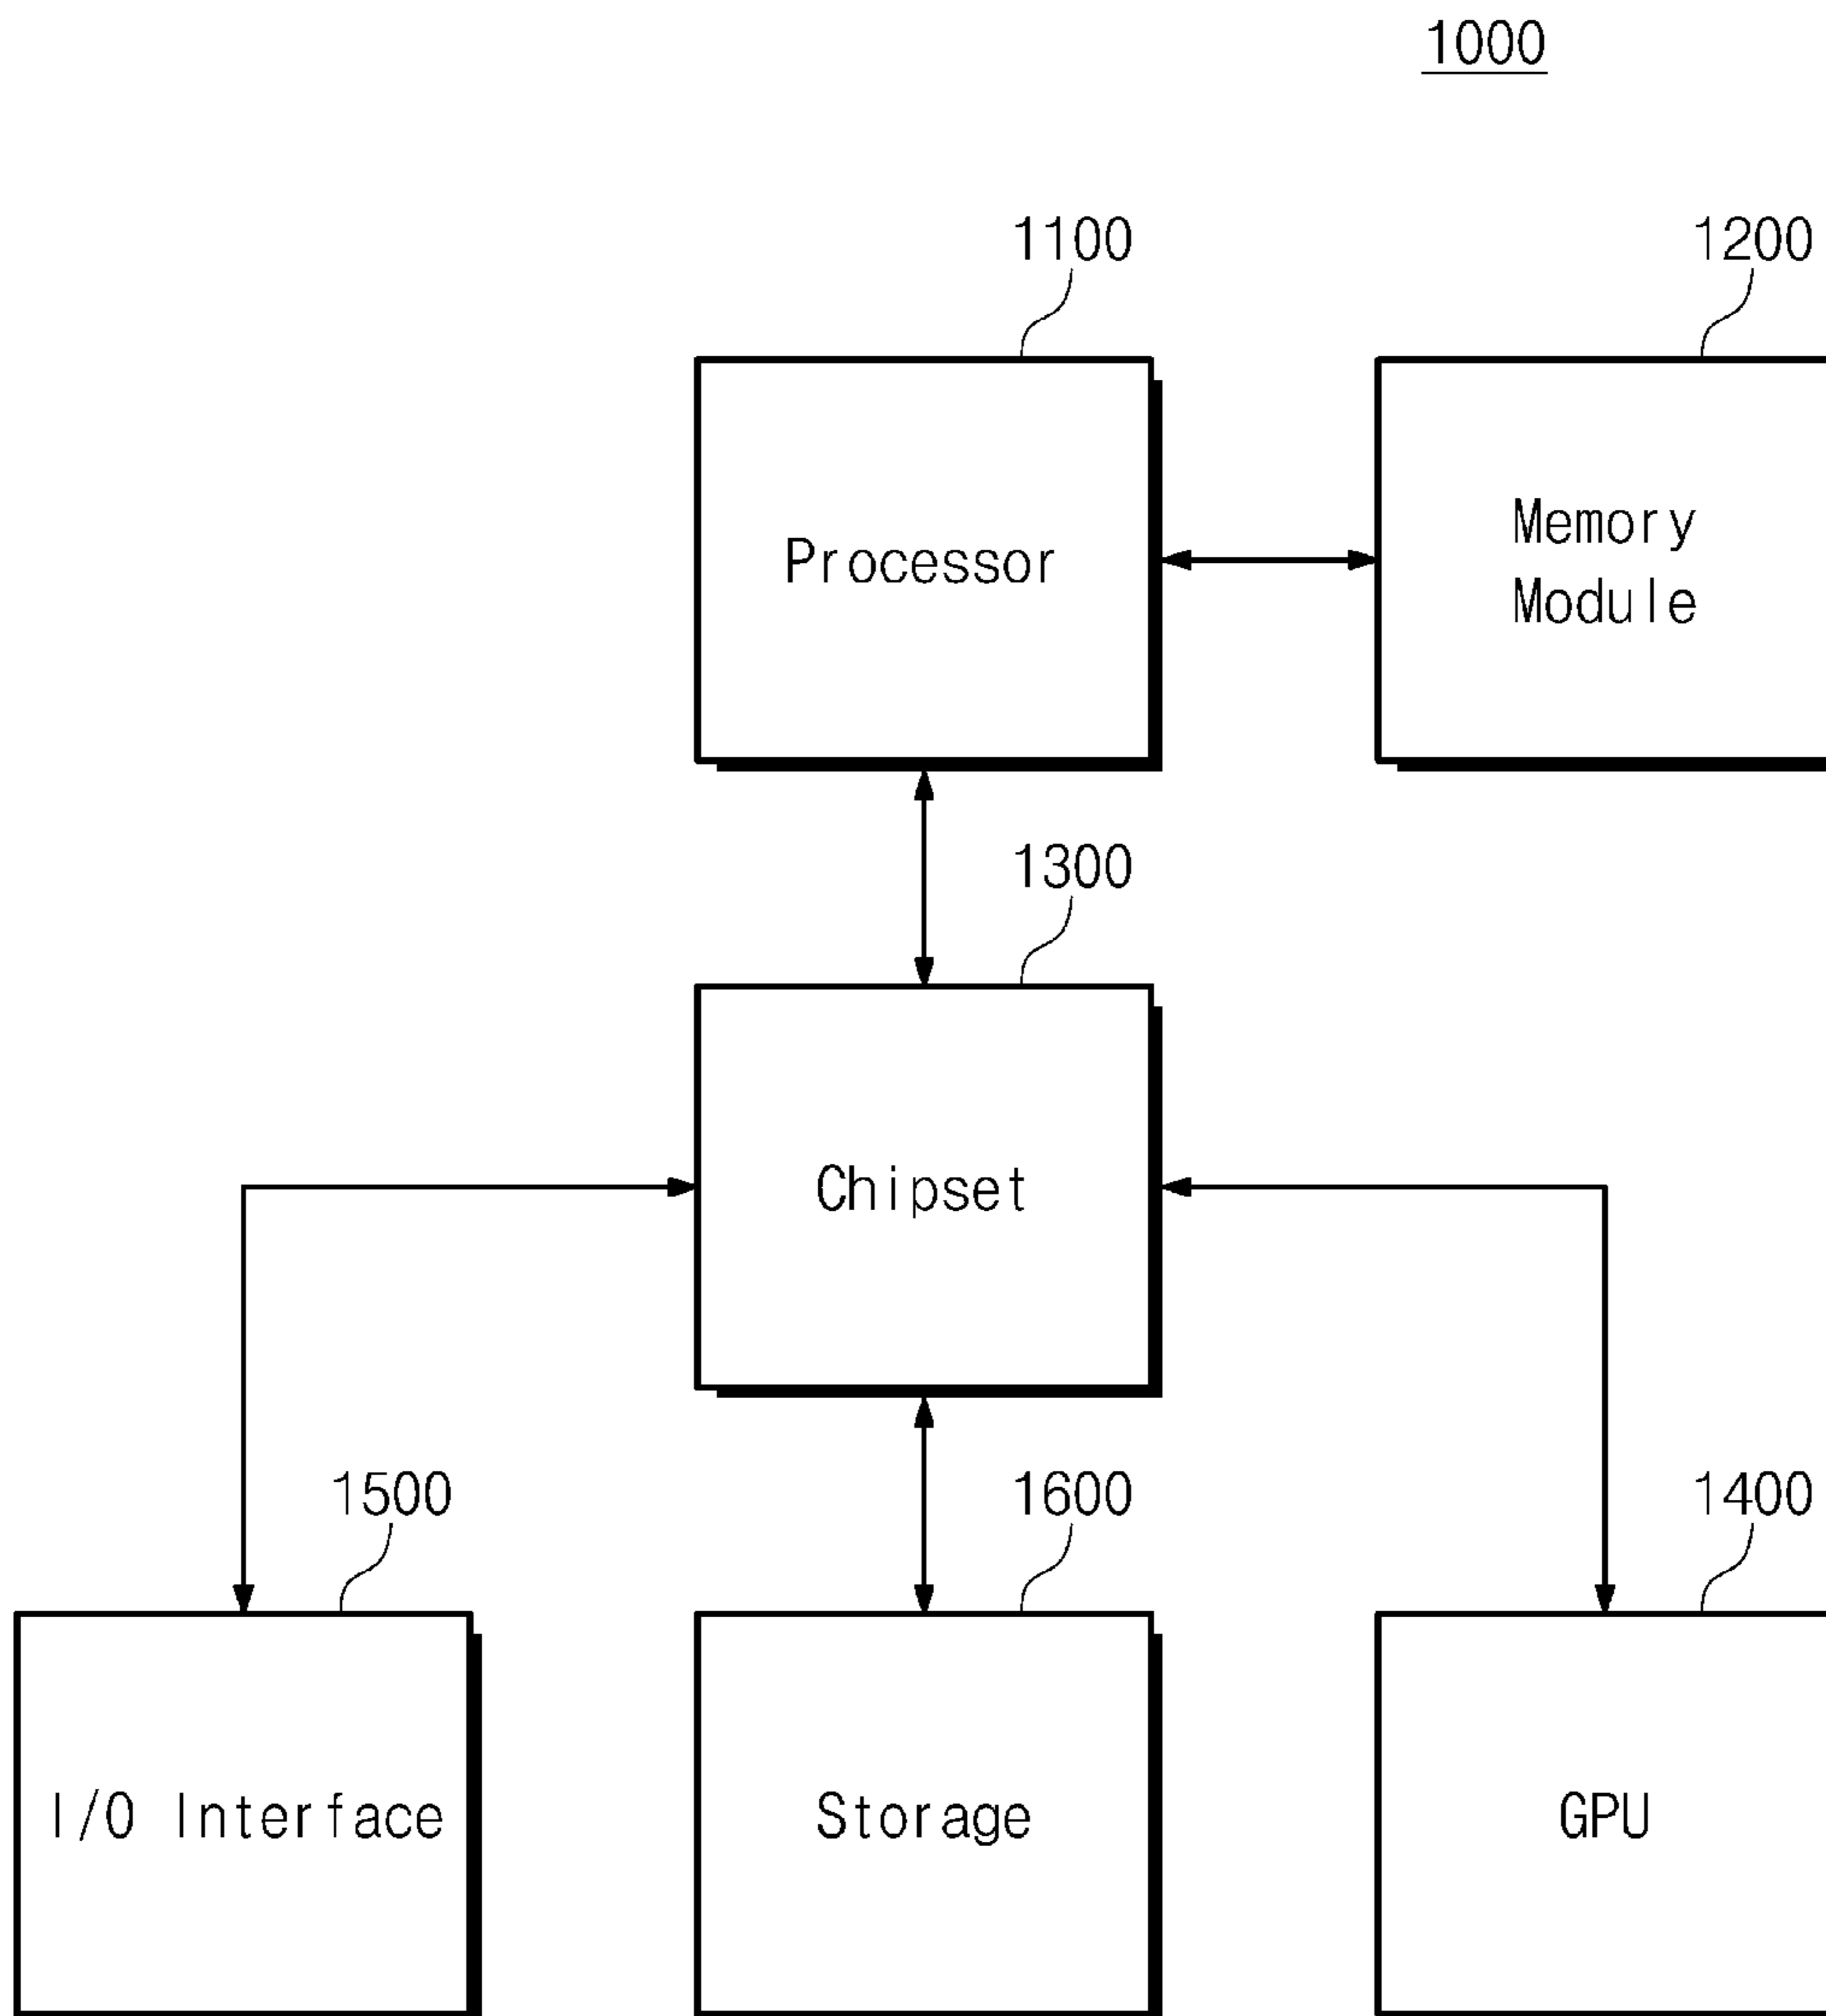 1000
1100
1200
Processor
Memory
Module
1300
Chipset
1500
1600
1400
I/O Interface
Storage
GPU